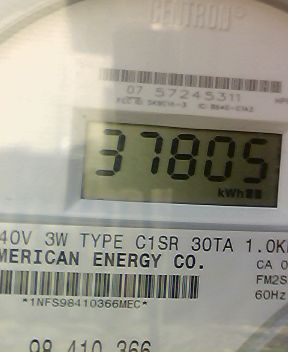 CENTRON®
07 57245311
37805
kWh
40V 3W TYPE C1SR 30TA 1.0K
MERICAN ENERGY CO.
CA 0
FM2S
60Hz
*1NFS98410366MEC*
98 410 366